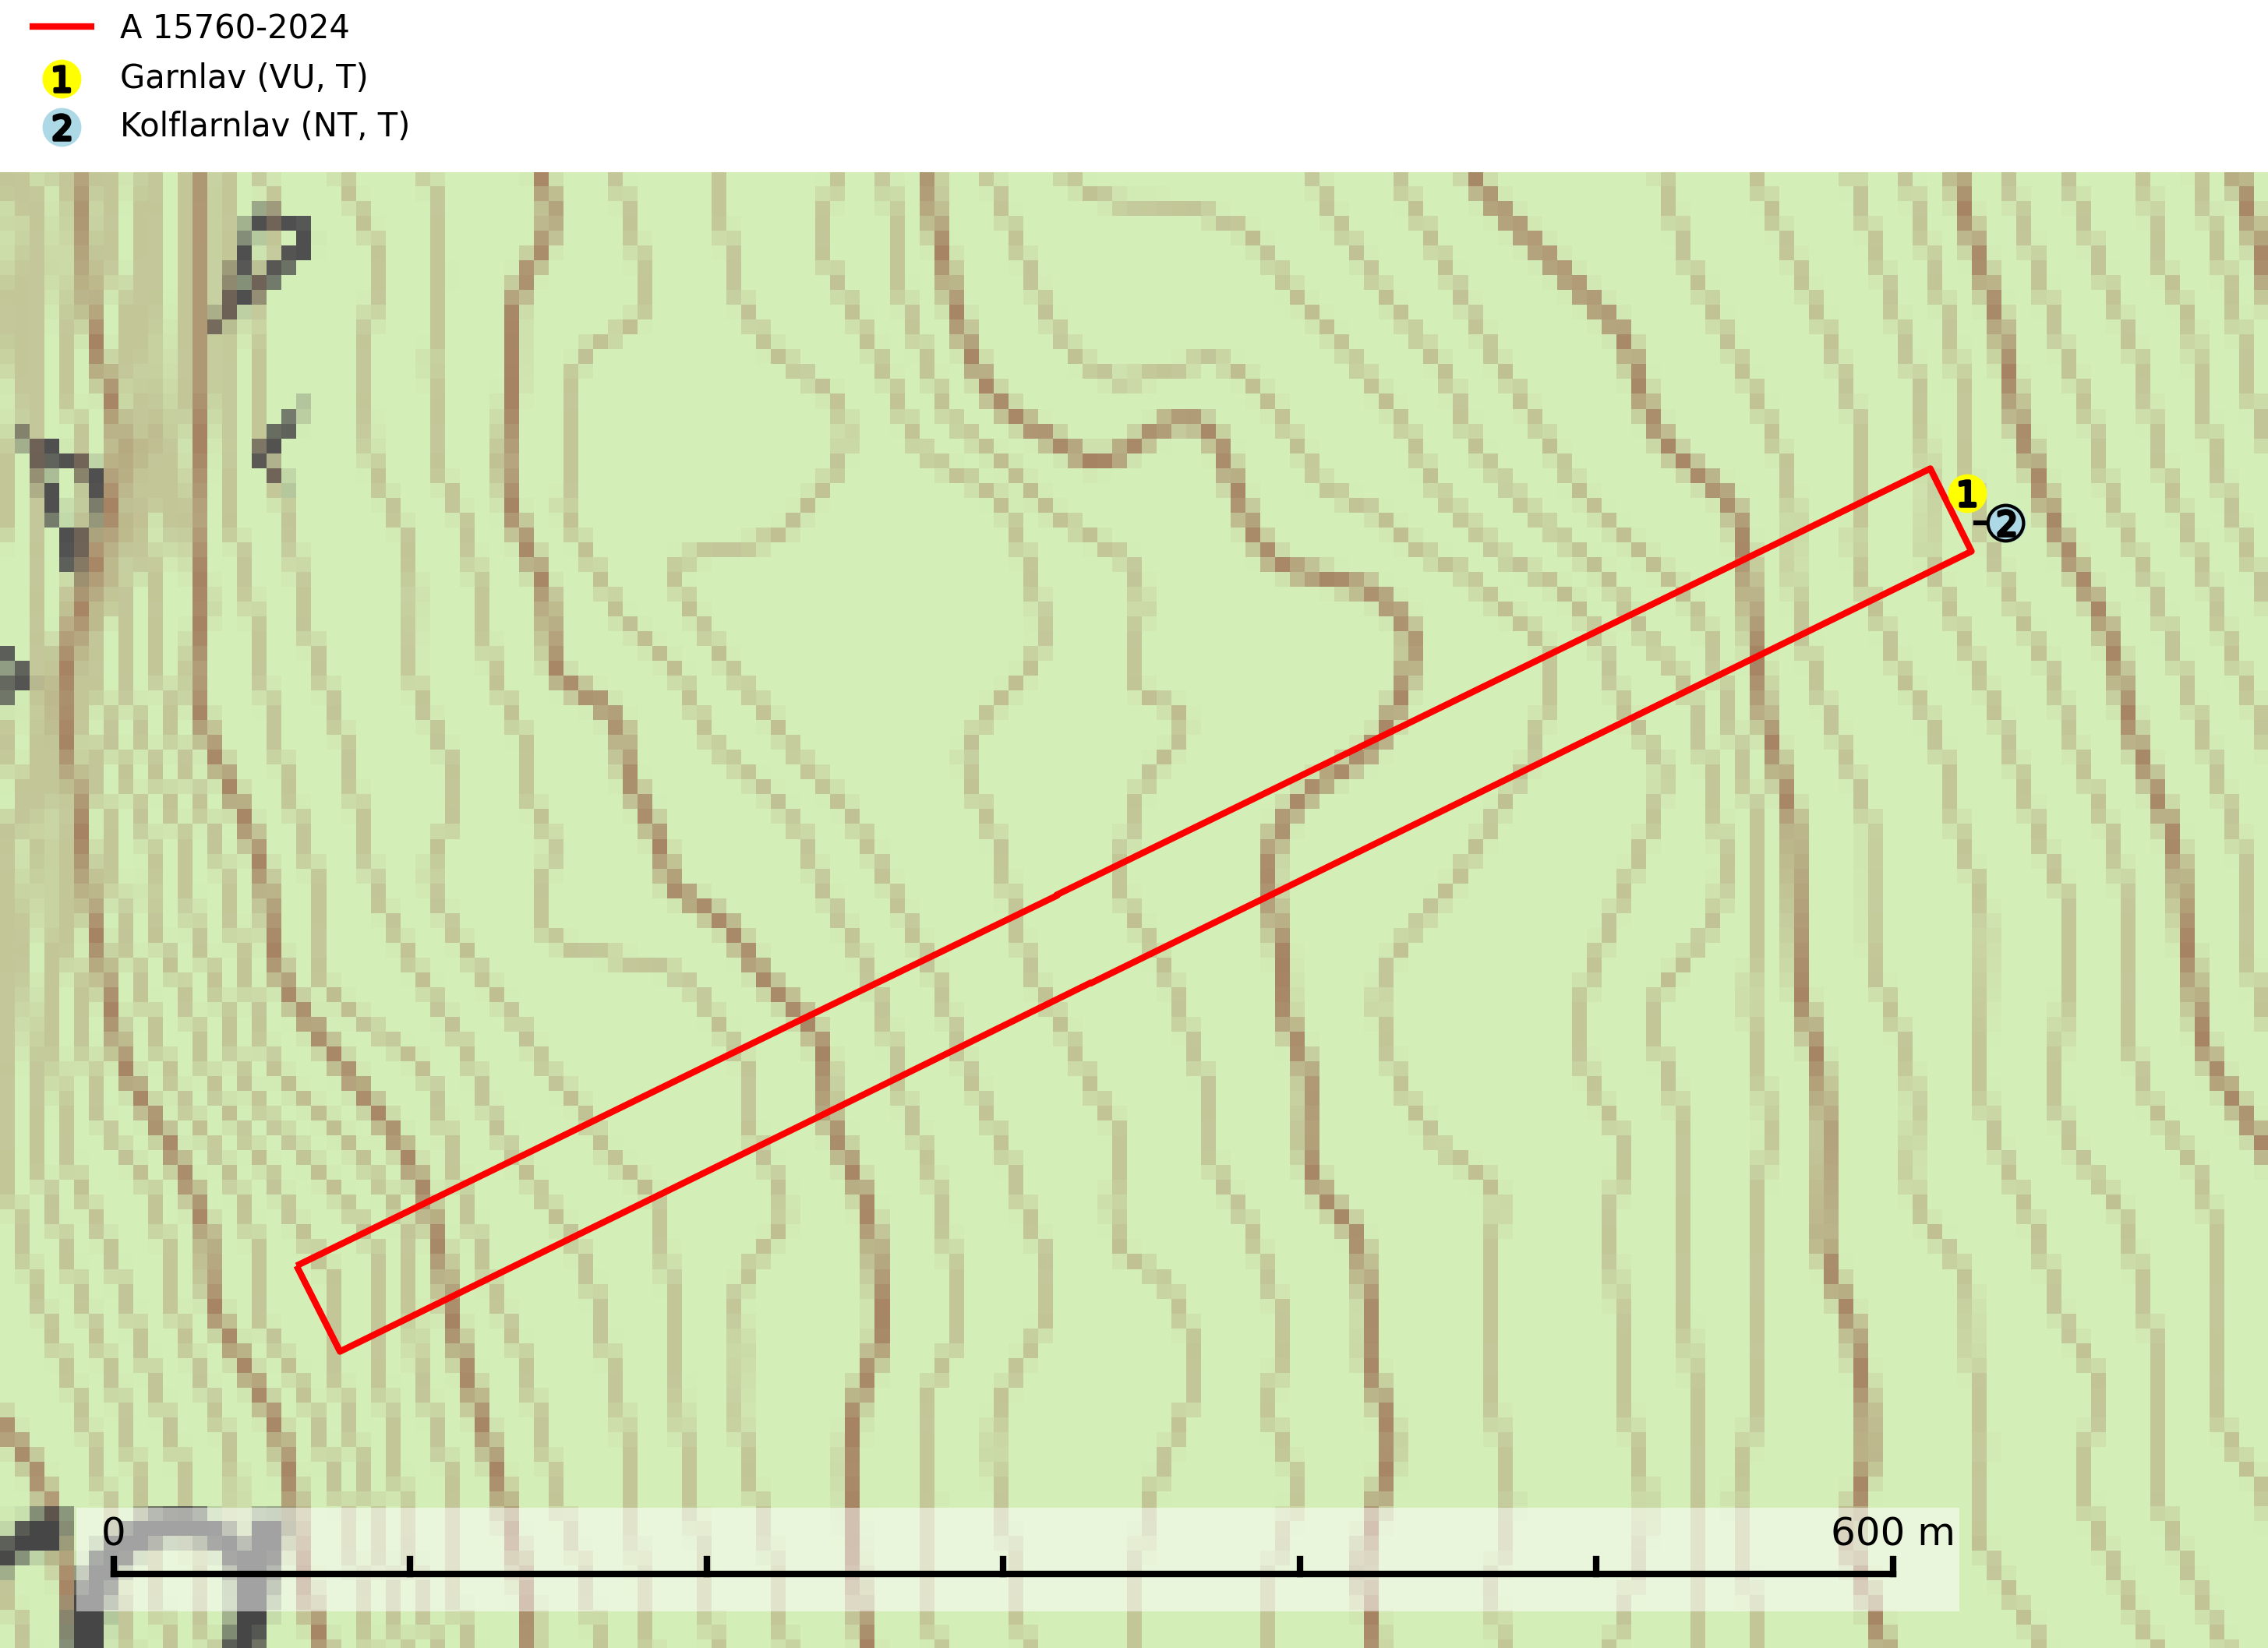 A 15760-2024
1 Garnlav (VU, T)
2 Kolflarnlav (NT, T)
1
2
0 600 m